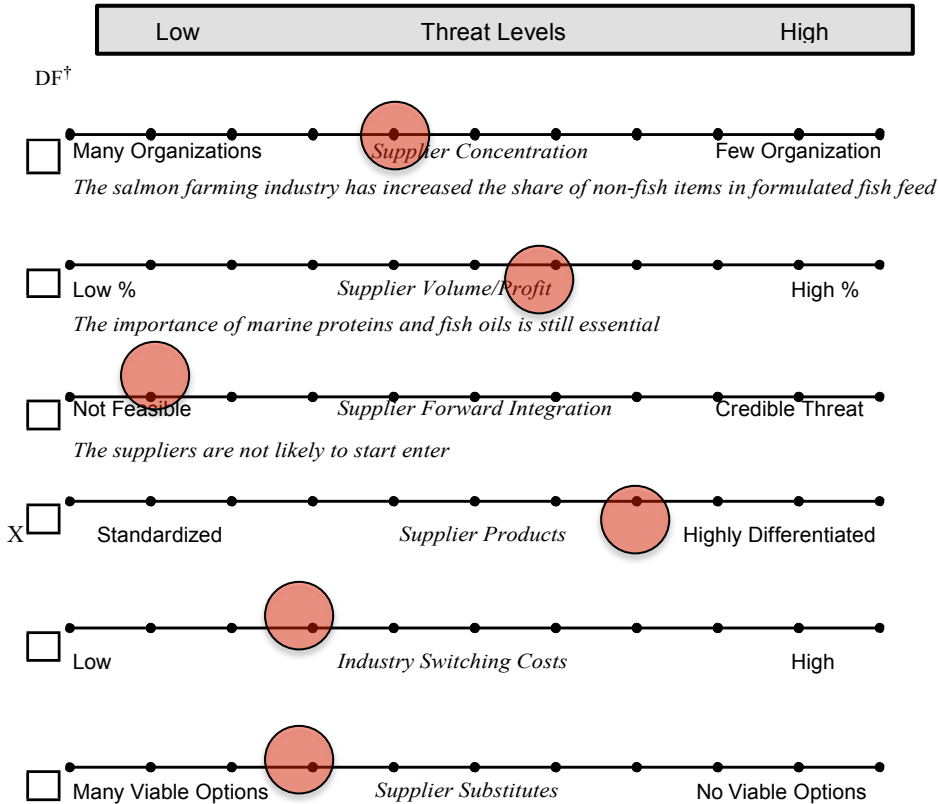 Low Threat Levels High
DF†
Many Organizations Supplier Concentration Few Organization
The salmon farming industry has increased the share of non-fish items in formulated fish feed
Low % Supplier Volume/Profit High %
The importance of marine proteins and fish oils is still essential
Not Feasible Supplier Forward Integration Credible Threat
The suppliers are not likely to start enter
X Standardized Supplier Products Highly Differentiated
Low Industry Switching Costs High
Many Viable Options Supplier Substitutes No Viable Options